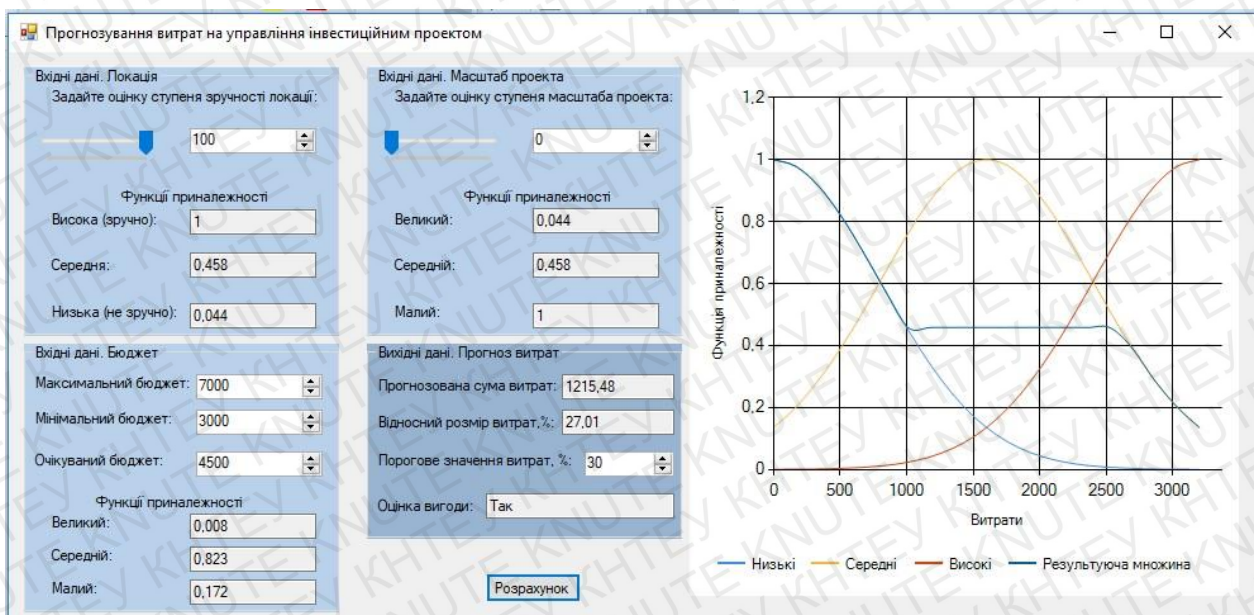 Прогнозування витрат на управління інвестиційним проектом
Вхідні дані. Локація
Задайте оцінку ступеня зручності локації:
100
Функції приналежності
Висока (зручно): 1
Середня: 0,458
Низька (не зручно): 0,044
Вхідні дані. Масштаб проекта
Задайте оцінку ступеня масштаба проекта:
0
Функції приналежності
Великий: 0,044
Середній: 0,458
Малий: 1
Вхідні дані. Бюджет
Максимальний бюджет: 7000
Мінімальний бюджет: 3000
Очікуваний бюджет: 4500
Функції приналежності
Великий: 0,008
Середній: 0,823
Малий: 0,172
Вихідні дані. Прогноз витрат
Прогнозована сума витрат: 1215,48
Відносний розмір витрат,%: 27,01
Порогове значення витрат, %: 30
Оцінка вигоди: Так
Розрахунок
Функція приналежності
1,2
1
0,8
0,6
0,4
0,2
0
0 500 1000 1500 2000 2500 3000
Витрати
Низькі Середні Високі Результуюча множина
КНТЕУ KNUTE КНТЕУ KNUTE КНТЕУ KNUTE